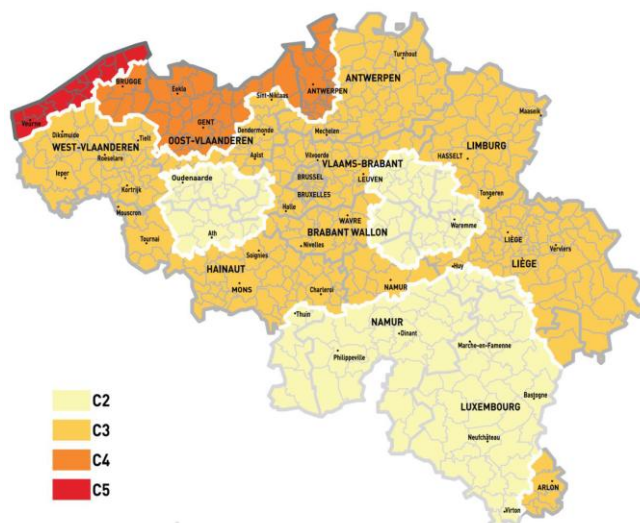 Turnhout
BRUGGE
ANTWERPEN
Eeklo
Sint-Niklaas
ANTWERPEN
Maaseik
Veurne
GENT
Diksmuide
Tielt
Dendermonde
Mechelen
WEST-VLAANDEREN
OOST-VLAANDEREN
LIMBURG
Roeselare
Aalst
Vilvoorde
VLAAMS-BRABANT
HASSELT
Ieper
Oudenaarde
BRUSSEL
LEUVEN
Kortrijk
BRUXELLES
Tongeren
Mouscron
Halle
WAVRE
Waremme
Ath
BRABANT WALLON
LIÈGE
Tournai
Nivelles
Verviers
Soignies
LIÈGE
HAINAUT
Huy
MONS
Charleroi
NAMUR
Thuin
NAMUR
Dinant
Marche-en-Famenne
Philippeville
Bastogne
C2
LUXEMBOURG
C3
Neufchâteau
C4
ARLON
C5
Virton